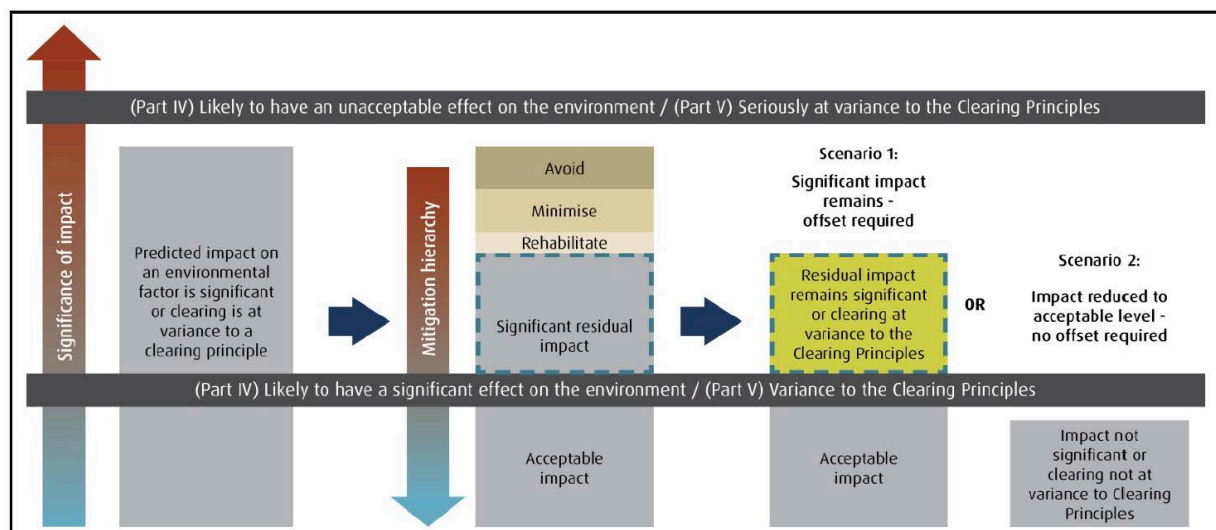 (Part IV) Likely to have an unacceptable effect on the environment / (Part V) Seriously at variance to the Clearing Principles
Significance of impact
Predicted impact on
an environmental
factor is significant
or clearing is at
variance to a
clearing principle
Mitigation hierarchy
Avoid
Minimise
Rehabilitate
Significant residual
impact
Scenario 1:
Significant impact
remains -
offset required
Residual impact
remains significant
or clearing at
variance to the
Clearing Principles
OR
Scenario 2:
Impact reduced to
acceptable level -
no offset required
(Part IV) Likely to have a significant effect on the environment / (Part V) Variance to the Clearing Principles
Acceptable
impact
Acceptable
impact
Impact not
significant or
clearing not at
variance to Clearing
Principles